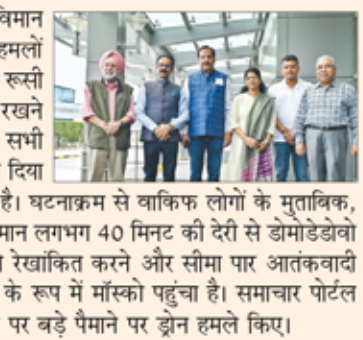 विमान
हमलों
रूसी
रखने
सभी
दिया
है। घटनाक्रम से वाकिफ लोगों के मुताबिक,
मान लगभग 40 मिनट की देरी से डोमोडेडोवो
रेखांकित करने और सीमा पार आतंकवादी
के रूप में मॉस्को पहुंचा है। समाचार पोर्टल
पर बड़े पैमाने पर ड्रोन हमले किए।